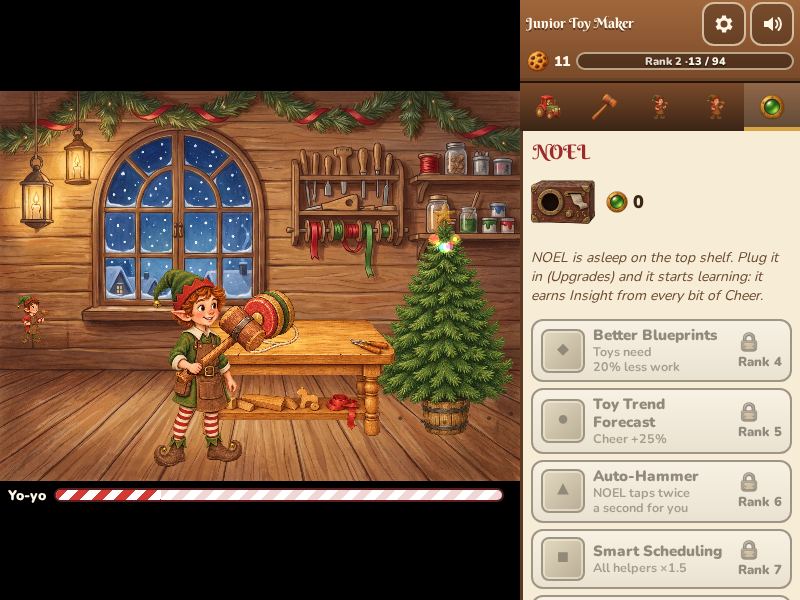 Junior Toy Maker
11
Rank 2 · 13 / 94
NOEL
0
NOEL is asleep on the top shelf. Plug it
in (Upgrades) and it starts learning: it
earns Insight from every bit of Cheer.
Better Blueprints
Toys need
20% less work
Rank 4
Toy Trend
Forecast
Cheer +25%
Rank 5
Auto-Hammer
NOEL taps twice
a second for you
Rank 6
Smart Scheduling
All helpers ×1.5
Rank 7
Yo-yo